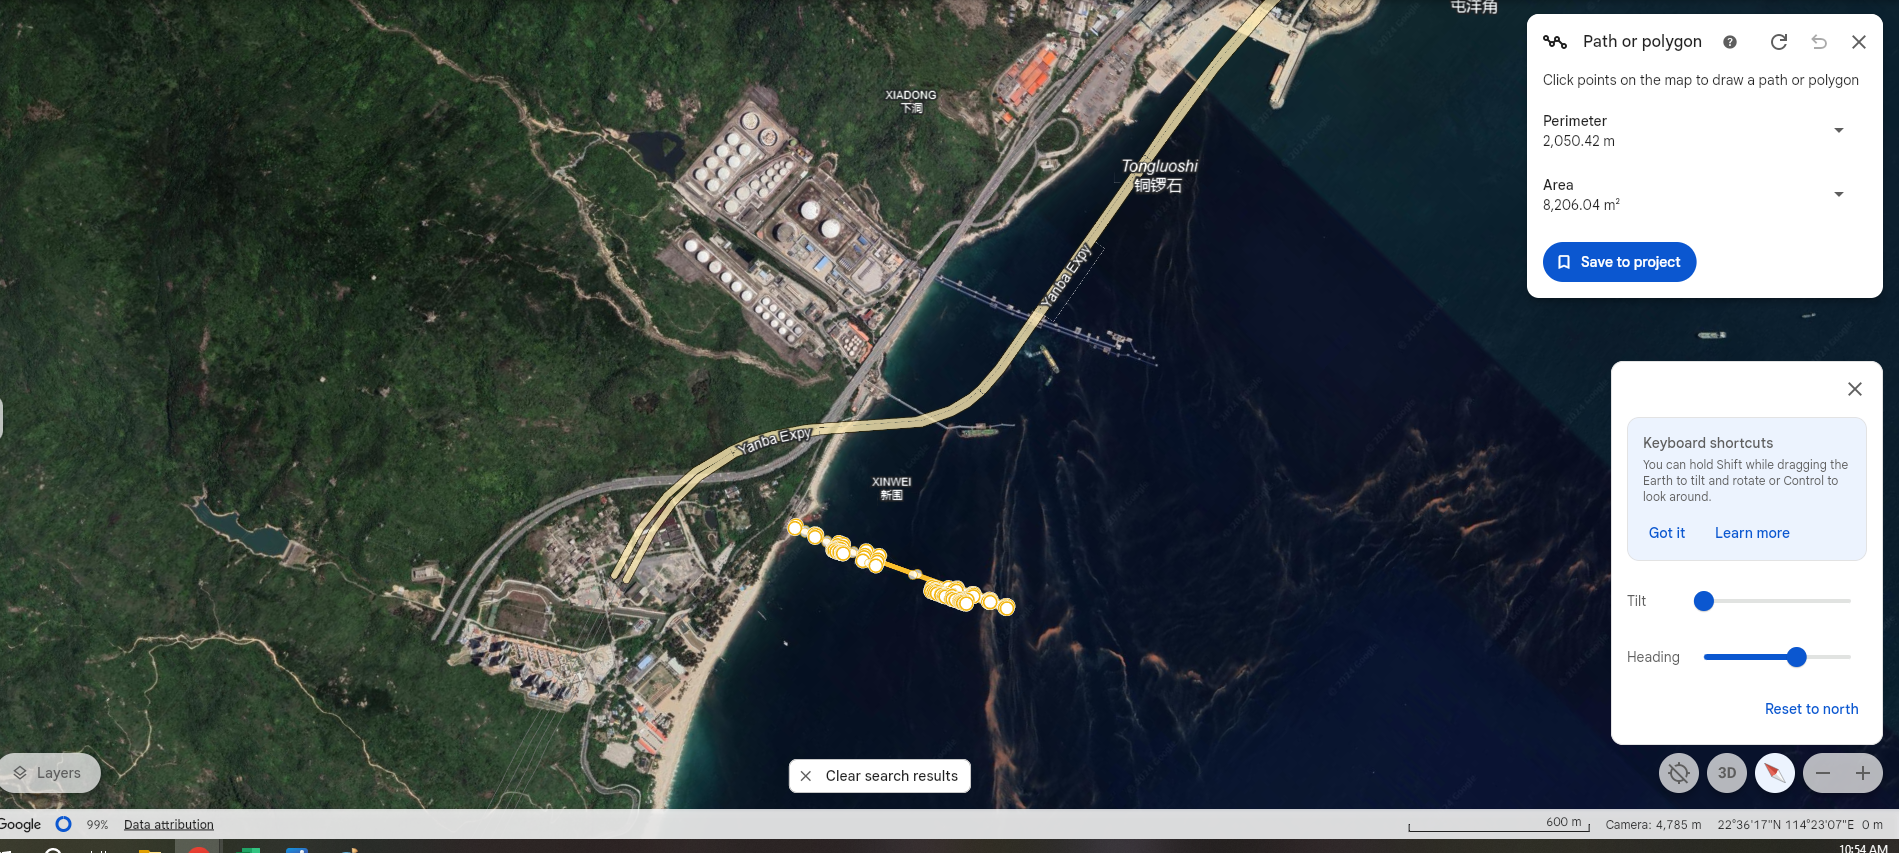 屯洋角
Path or polygon
Click points on the map to draw a path or polygon
Perimeter
2,050.42 m
Area
8,206.04 m²
Save to project
XIADONG
下洞
Tongluoshi
铜锣石
Yanba Expy
Yanba Expy
XINWEI
新围
Keyboard shortcuts
You can hold Shift while dragging the
Earth to tilt and rotate or Control to
look around.
Got it
Learn more
Tilt
Heading
Reset to north
Layers
Clear search results
3D
Google
99%
Data attribution
600 m
Camera: 4,785 m
22°36'17"N 114°23'07"E
0 m
10:54 AM